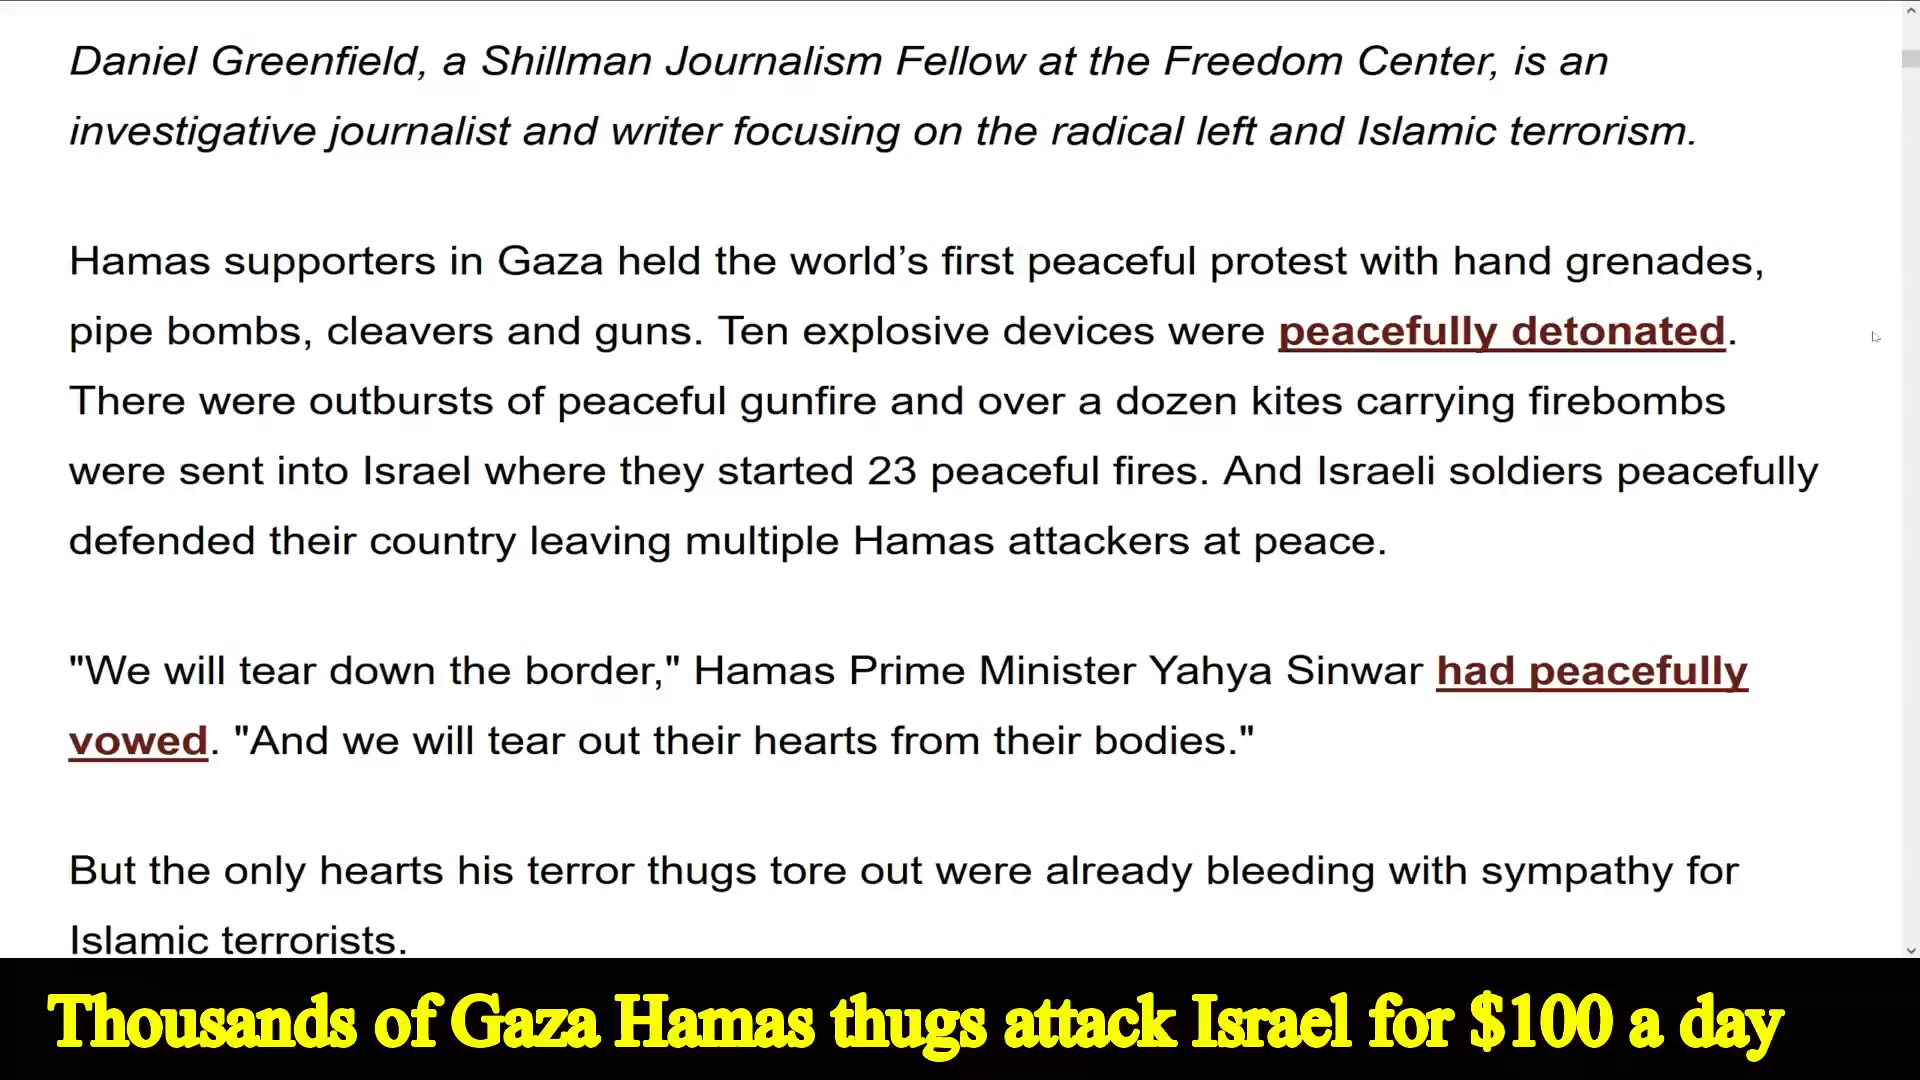 Daniel Greenfield, a Shillman Journalism Fellow at the Freedom Center, is an
investigative journalist and writer focusing on the radical left and Islamic terrorism.
Hamas supporters in Gaza held the world’s first peaceful protest with hand grenades,
pipe bombs, cleavers and guns. Ten explosive devices were peacefully detonated.
There were outbursts of peaceful gunfire and over a dozen kites carrying firebombs
were sent into Israel where they started 23 peaceful fires. And Israeli soldiers peacefully
defended their country leaving multiple Hamas attackers at peace.
"We will tear down the border," Hamas Prime Minister Yahya Sinwar had peacefully
vowed. "And we will tear out their hearts from their bodies."
But the only hearts his terror thugs tore out were already bleeding with sympathy for
Islamic terrorists.
Thousands of Gaza Hamas thugs attack Israel for $100 a day